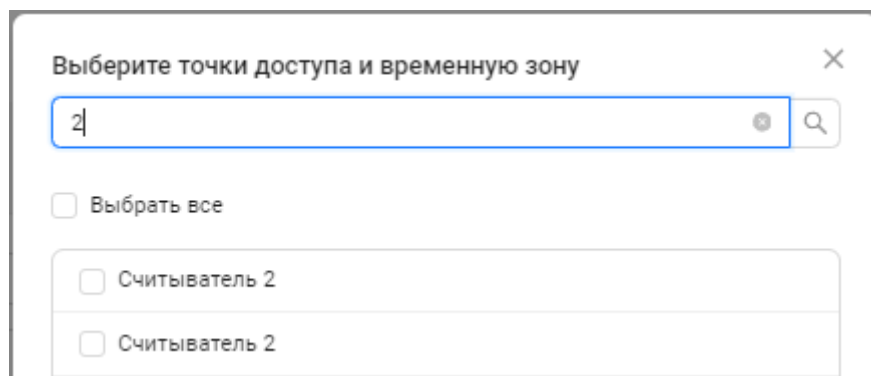 Выберите точки доступа и временную зону
2
Выбрать все
Считыватель 2
Считыватель 2